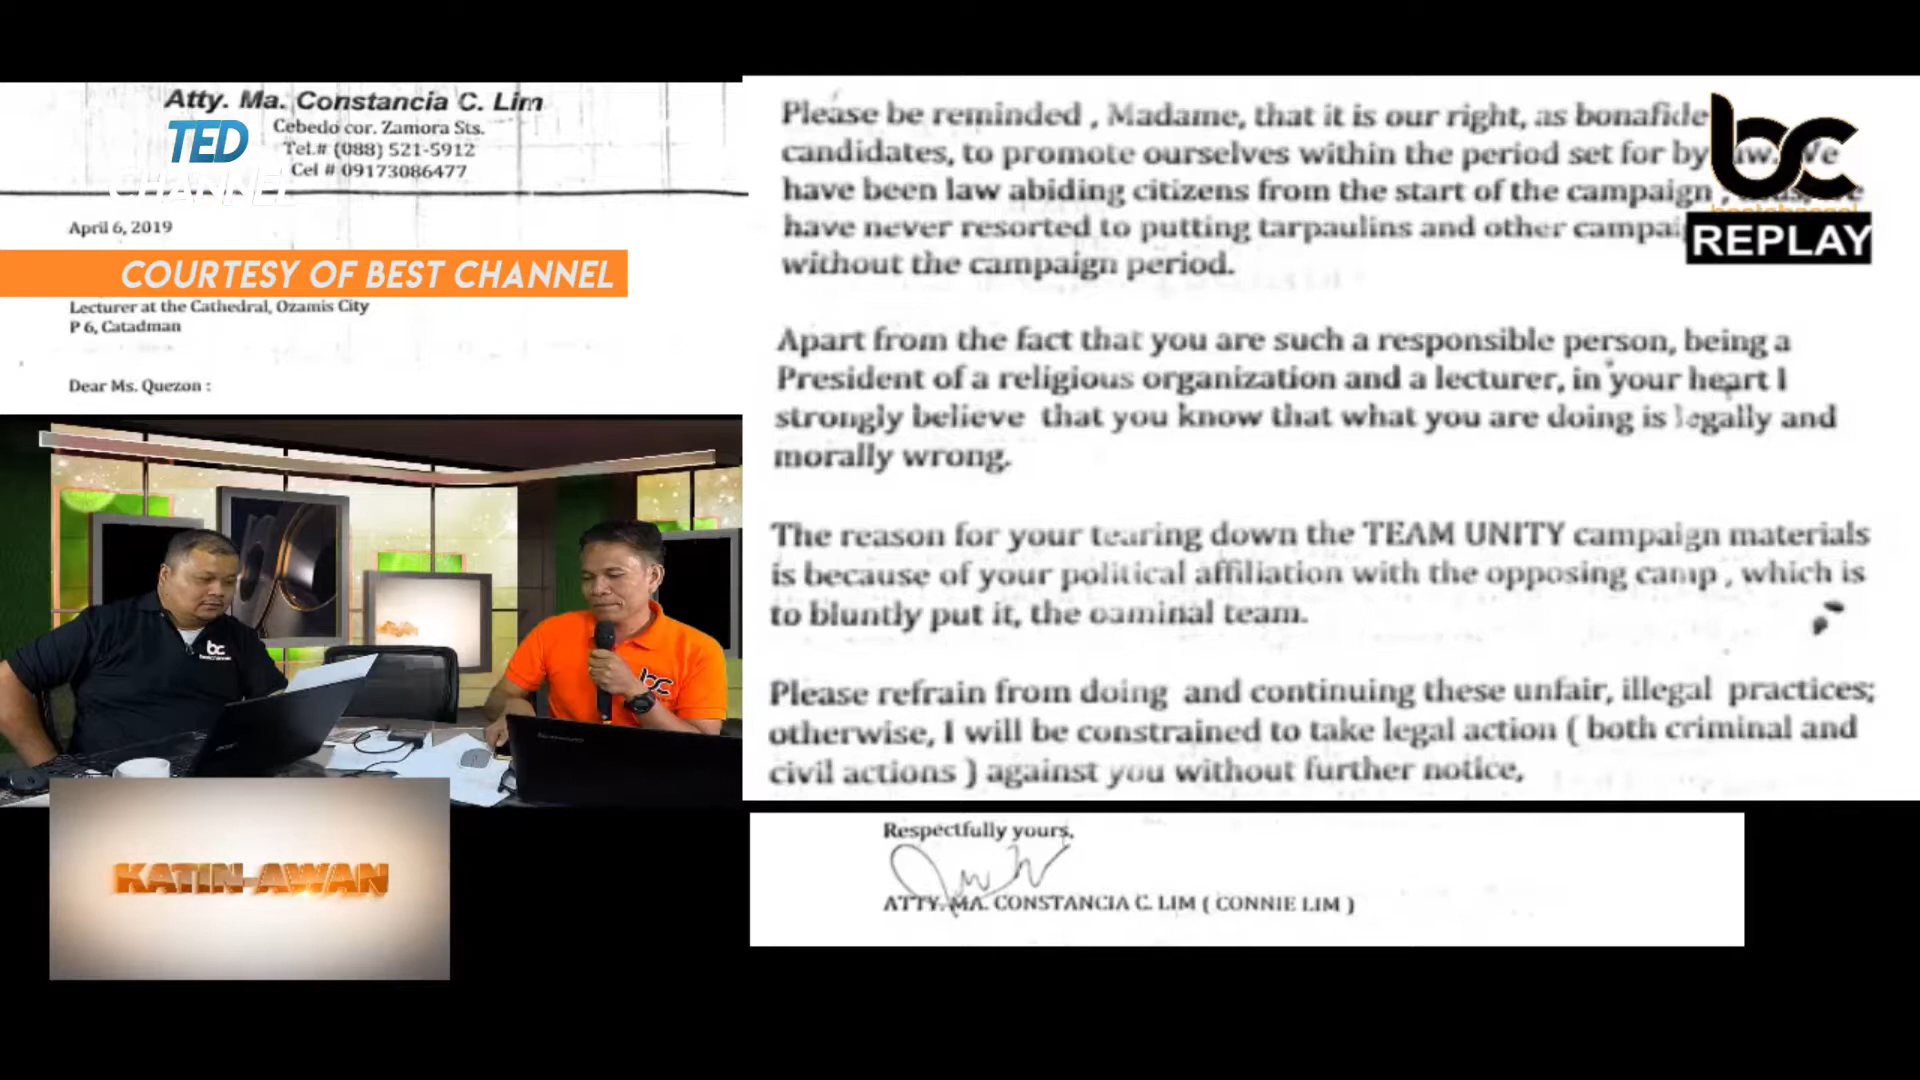 Atty. Ma. Constancia C. Lim
TED
CHANNEL
Cebedo cor. Zamora Sts.
Tel.# (088) 521-5912
Cel # 09173086477
April 6, 2019
COURTESY OF BEST CHANNEL
Lecturer at the Cathedral, Ozamis City
P 6, Catadman
Dear Ms. Quezon :
bc
REPLAY
Please be reminded , Madame, that it is our right, as bonafide
candidates, to promote ourselves within the period set for by We
have been law abiding citizens from the start of the campaign ,
have never resorted to putting tarpaulins and other
without the campaign period.
Apart from the fact that you are such a responsible person, being a
President of a religious organization and a lecturer, in your heart I
strongly believe that you know that what you are doing is legally and
morally wrong.
The reason for your tearing down the TEAM UNITY campaign materials
is because of your political affiliation with the opposing camp , which is
to bluntly put it, the oaminal team.
Please refrain from doing and continuing these unfair, illegal practices;
otherwise, I will be constrained to take legal action ( both criminal and
civil actions ) against you without further notice,
Respectfully yours,
ATTY. MA. CONSTANCIA C. LIM ( CONNIE LIM )
bc
bc
KATIN-AWAN